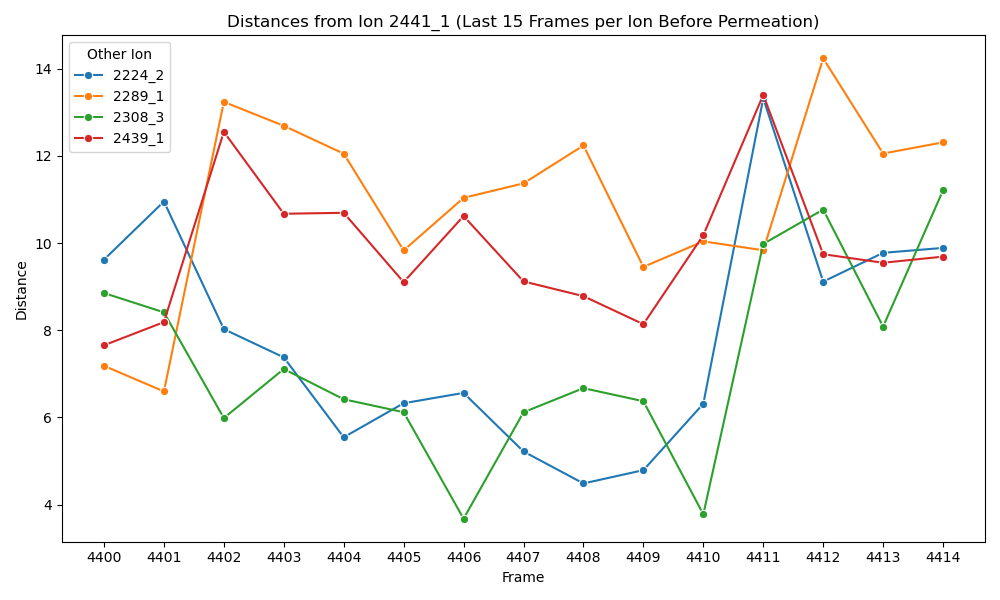 Distances from Ion 2441_1 (Last 15 Frames per Ion Before Permeation)
Other Ion
2224_2
2289_1
2308_3
2439_1
Distance
14
12
10
8
6
4
4400 4401 4402 4403 4404 4405 4406 4407 4408 4409 4410 4411 4412 4413 4414
Frame